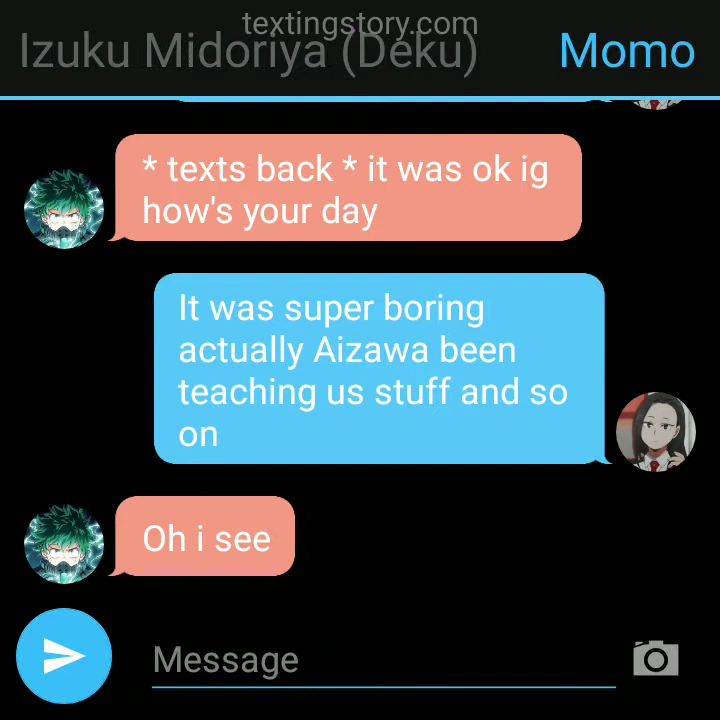 textingstory.com
Izuku Midoriya (Deku) Momo
* texts back * it was ok ig
how's your day
It was super boring
actually Aizawa been
teaching us stuff and so
on
Oh i see
Message